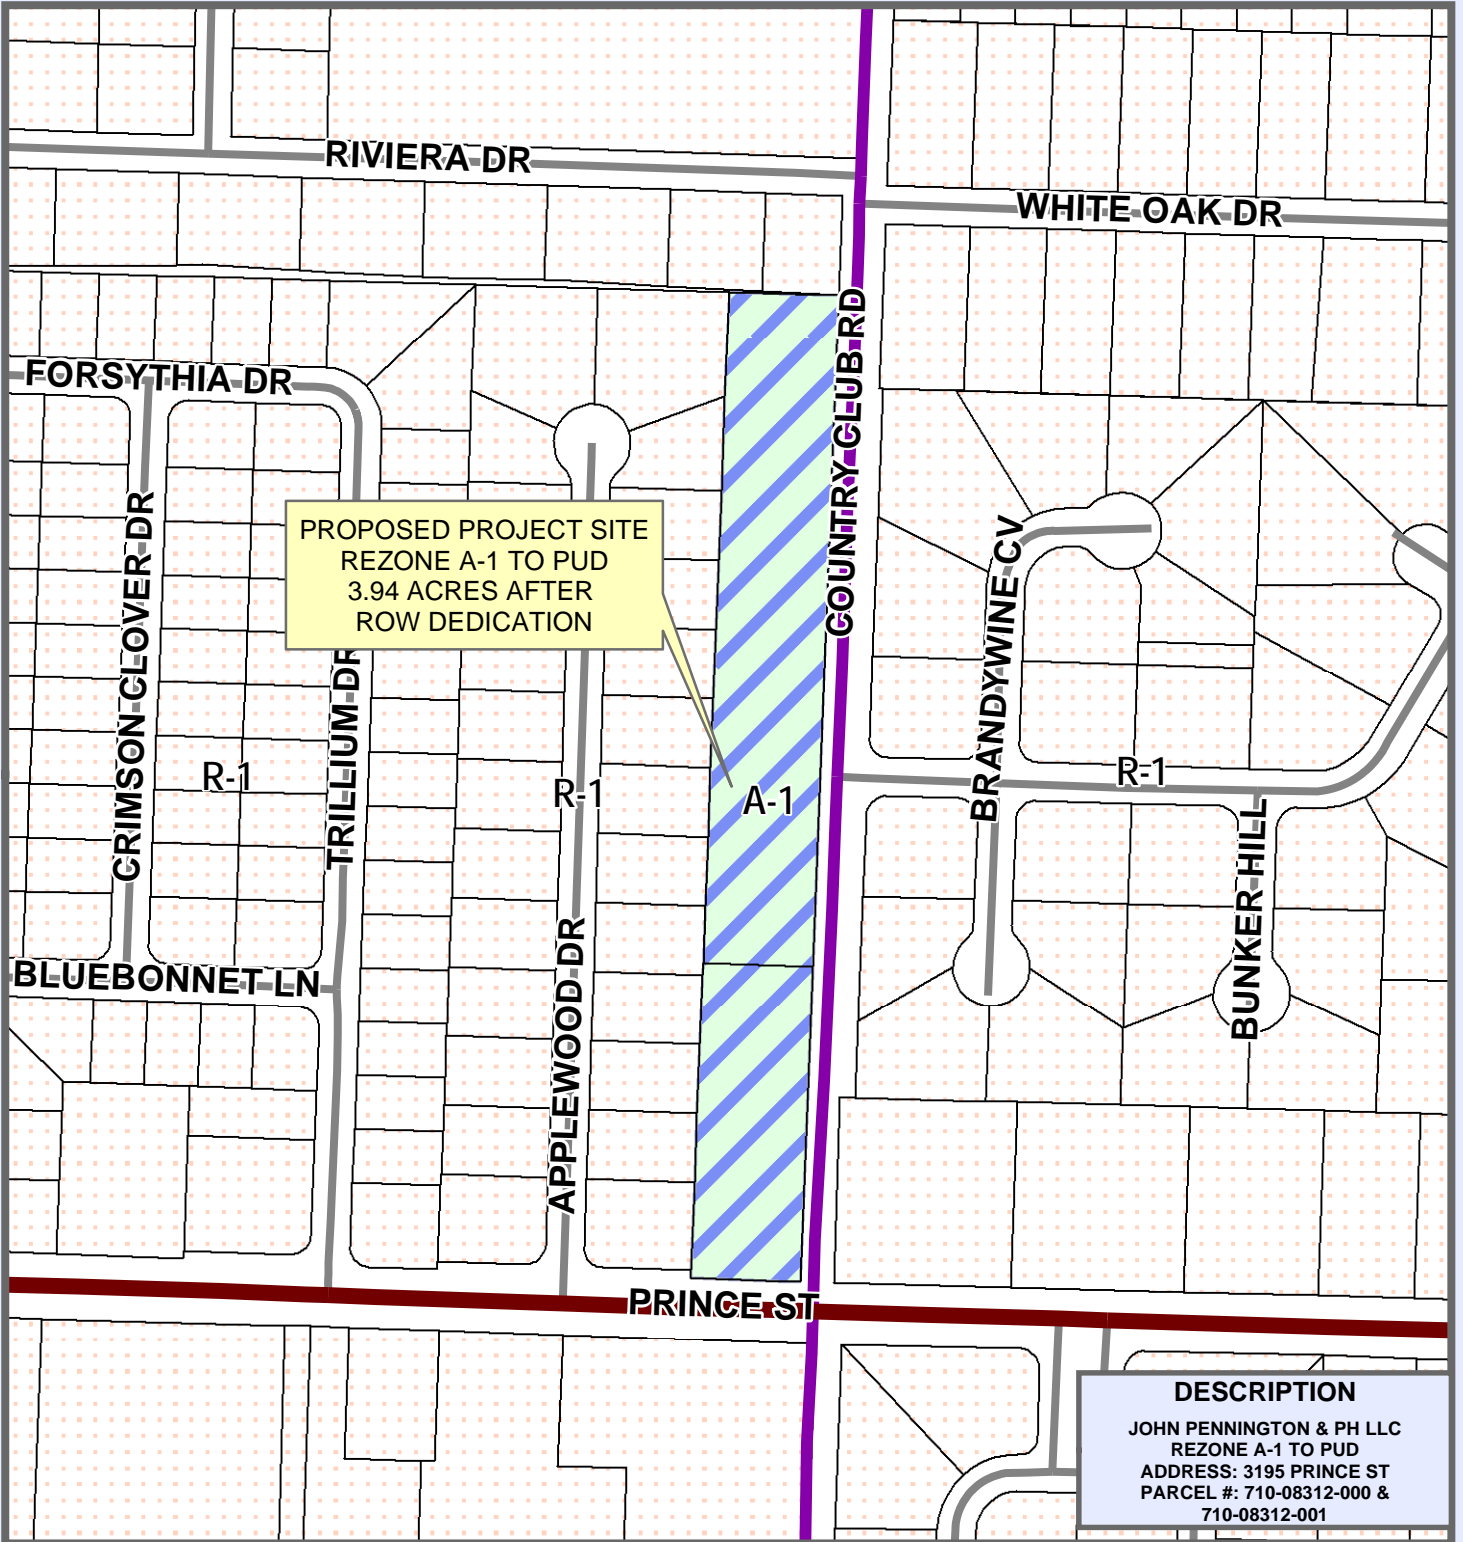 RIVIERA DR
WHITE OAK DR
COUNTRY CLUB RD
FORSYTHIA DR
CRIMSON CLOVER DR
PROPOSED PROJECT SITE
REZONE A-1 TO PUD
3.94 ACRES AFTER
ROW DEDICATION
BRANDYWINE CV
TRILLIUM DR
R-1
R-1
A-1
R-1
BUNKER HILL
BLUEBONNET LN
APPLEWOOD DR
PRINCE ST
DESCRIPTION
JOHN PENNINGTON & PH LLC
REZONE A-1 TO PUD
ADDRESS: 3195 PRINCE ST
PARCEL #: 710-08312-000 &
710-08312-001